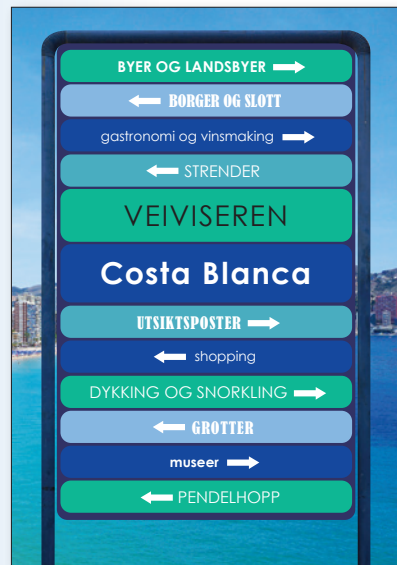 BYER OG LANDSBYER
BORGER OG SLOTT
gastronomi og vinsmaking
STRENDER
VEIVISEREN
Costa Blanca
UTSIKTSPOSTER
shopping
DYKKING OG SNORKLING
GROTTER
museer
PENDELHOPP